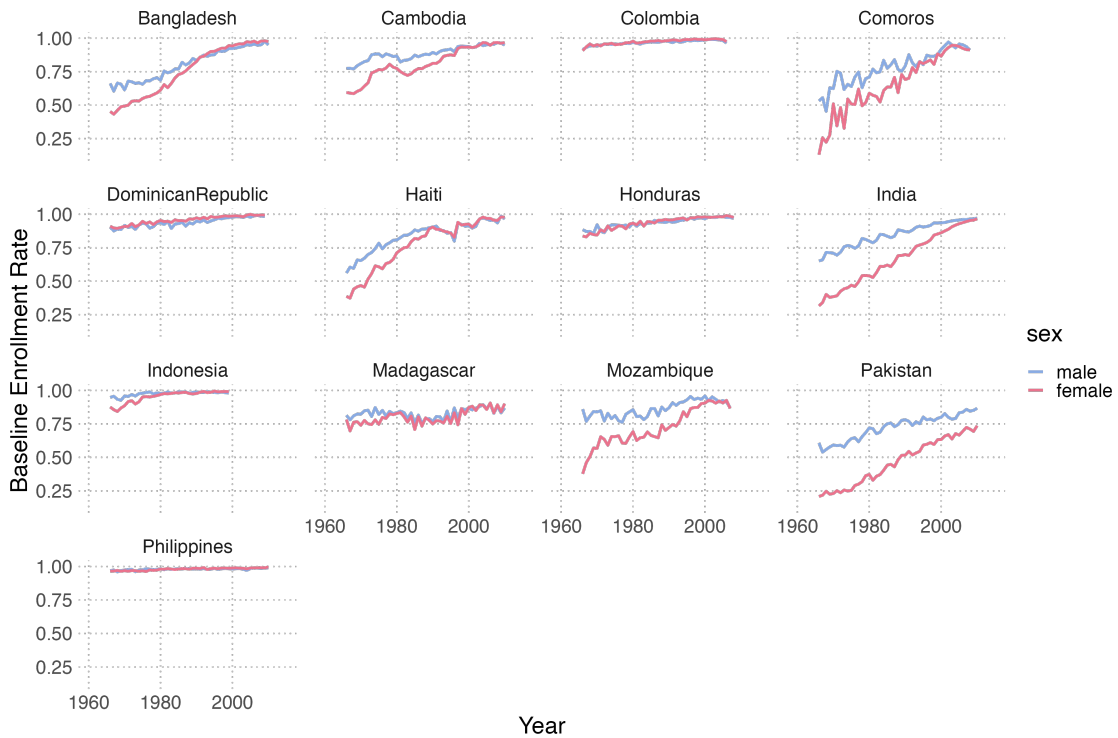 Bangladesh
Cambodia
Colombia
Comoros
1.00
0.75
0.50
0.25
DominicanRepublic
Haiti
Honduras
India
1.00
0.75
0.50
0.25
Baseline Enrollment Rate
sex
male
female
Indonesia
Madagascar
Mozambique
Pakistan
1.00
0.75
0.50
0.25
1960 1980 2000
1960 1980 2000
1960 1980 2000
Philippines
1.00
0.75
0.50
0.25
1960 1980 2000
Year